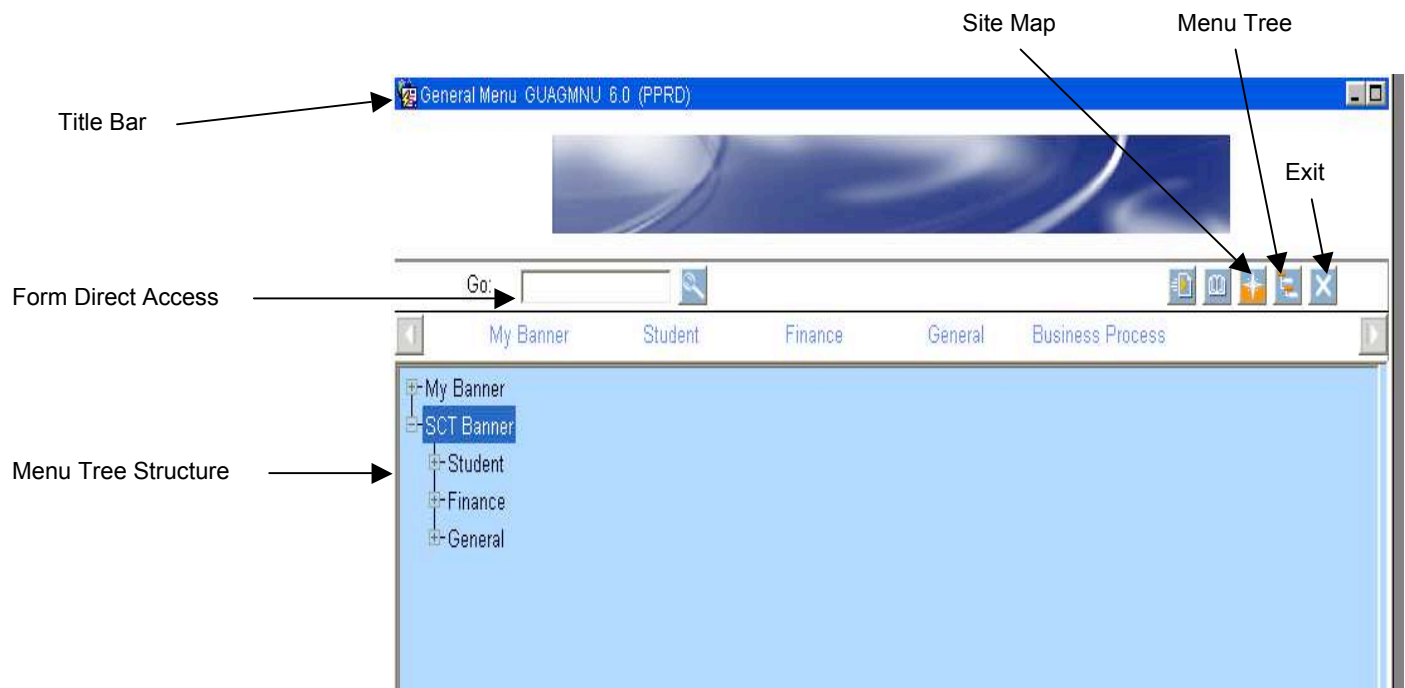 Site Map Menu Tree
General Menu GUAGMNU 6.0 (PPRD)
Title Bar
Exit
Go:
Form Direct Access
My Banner Student Finance General Business Process
My Banner
SCT Banner
Student
Menu Tree Structure
Finance
General